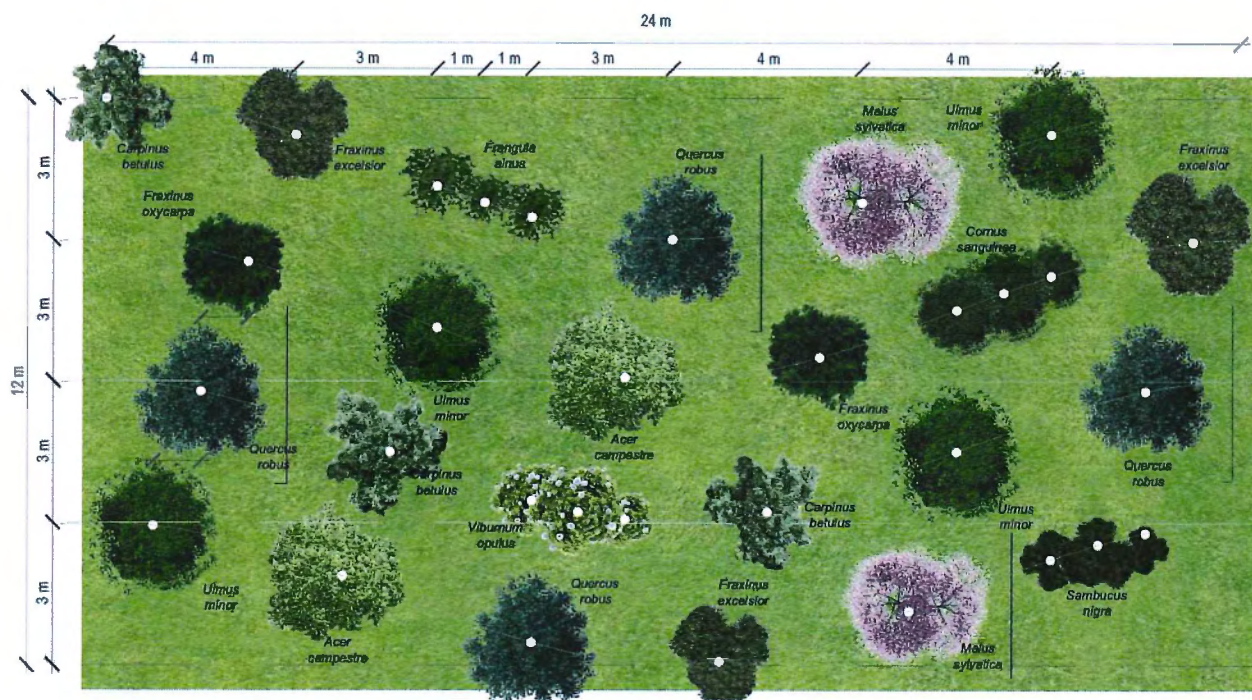 24 m
4 m
3 m
1 m
1 m
3 m
4 m
4 m
12 m
3 m
3 m
3 m
3 m
Carpinus
betulus
Fraxinus
excelsior
Frangula
alnus
Quercus
robus
Malus
sylvatica
Ulmus
minor
Fraxinus
excelsior
Fraxinus
oxycarpa
Cornus
sanguinea
Ulmus
minor
Acer
campestre
Fraxinus
oxycarpa
Quercus
robus
Quercus
robus
Carpinus
betulus
Viburnum
opulus
Carpinus
betulus
Ulmus
minor
Ulmus
minor
Acer
campestre
Quercus
robus
Fraxinus
excelsior
Malus
sylvatica
Sambucus
nigra